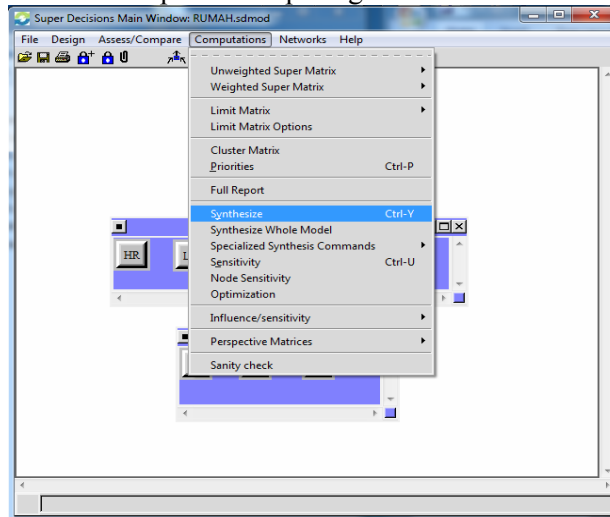 Super Decisions Main Window: RUMAH.sdmod
File Design Assess/Compare Computations Networks Help
Unweighted Super Matrix
Weighted Super Matrix
Limit Matrix
Limit Matrix Options
Cluster Matrix
Priorities Ctrl-P
Full Report
Synthesize Ctrl-Y
Synthesize Whole Model
Specialized Synthesis Commands
Sensitivity Ctrl-U
Node Sensitivity
Optimization
Influence/sensitivity
Perspective Matrices
Sanity check
HR